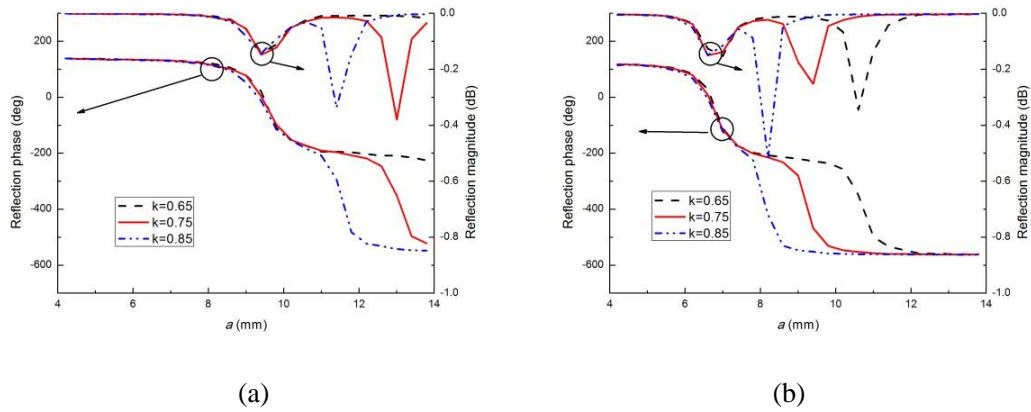 200
0
-200
-400
-600
Reflection phase (deg)
0.0
-0.2
-0.4
-0.6
-0.8
-1.0
Reflection magnitude (dB)
k=0.65
k=0.75
k=0.85
4 6 8 10 12 14
a (mm)
(a)
200
0
-200
-400
-600
Reflection phase (deg)
0.0
-0.2
-0.4
-0.6
-0.8
-1.0
Reflection magnitude (dB)
k=0.65
k=0.75
k=0.85
4 6 8 10 12 14
a (mm)
(b)